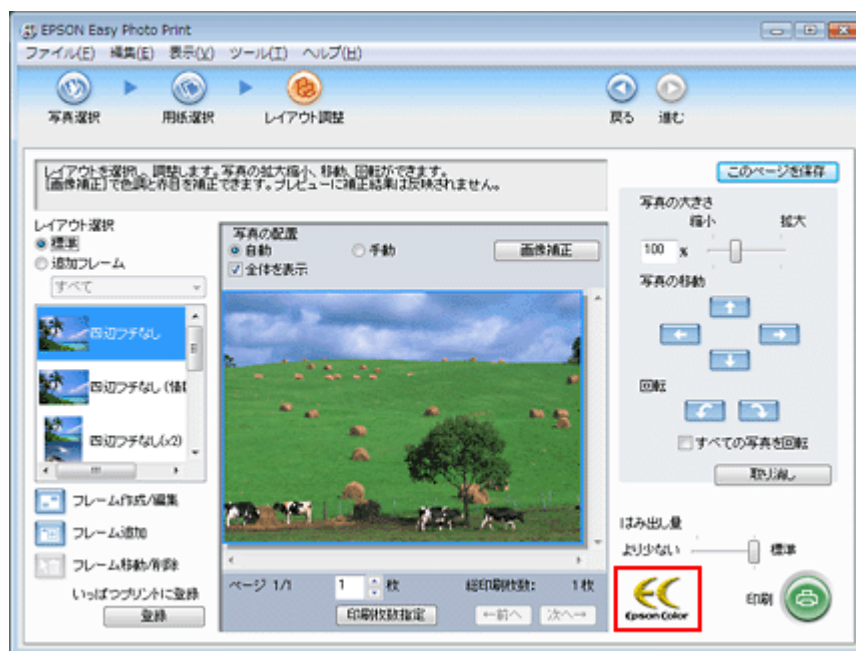 EPSON Easy Photo Print
ファイル(F) 編集(E) 表示(V) ツール(T) ヘルプ(H)
写真選択 用紙選択 レイアウト調整 戻る 進む
レイアウトを選択し、調整します。写真の拡大縮小、移動、回転ができます。
[画像補正]で色調と赤目を補正できます。プレビューに補正結果は反映されません。
このページを保存
レイアウト選択
標準
追加フレーム
すべて
四辺フチなし
四辺フチなし (情報
四辺フチなし(x2)
フレーム作成/編集
フレーム追加
フレーム移動/削除
いっぱつプリントに登録
登録
写真の配置
自動 手動 画像補正
全体を表示
ページ 1/1 1 枚 総印刷枚数: 1 枚
印刷枚数指定 ←前へ 次へ→
写真の大きさ
縮小 拡大
100 %
写真の移動
回転
すべての写真を回転
取り消し
はみ出し量
より少ない 標準
Epson Color
印刷